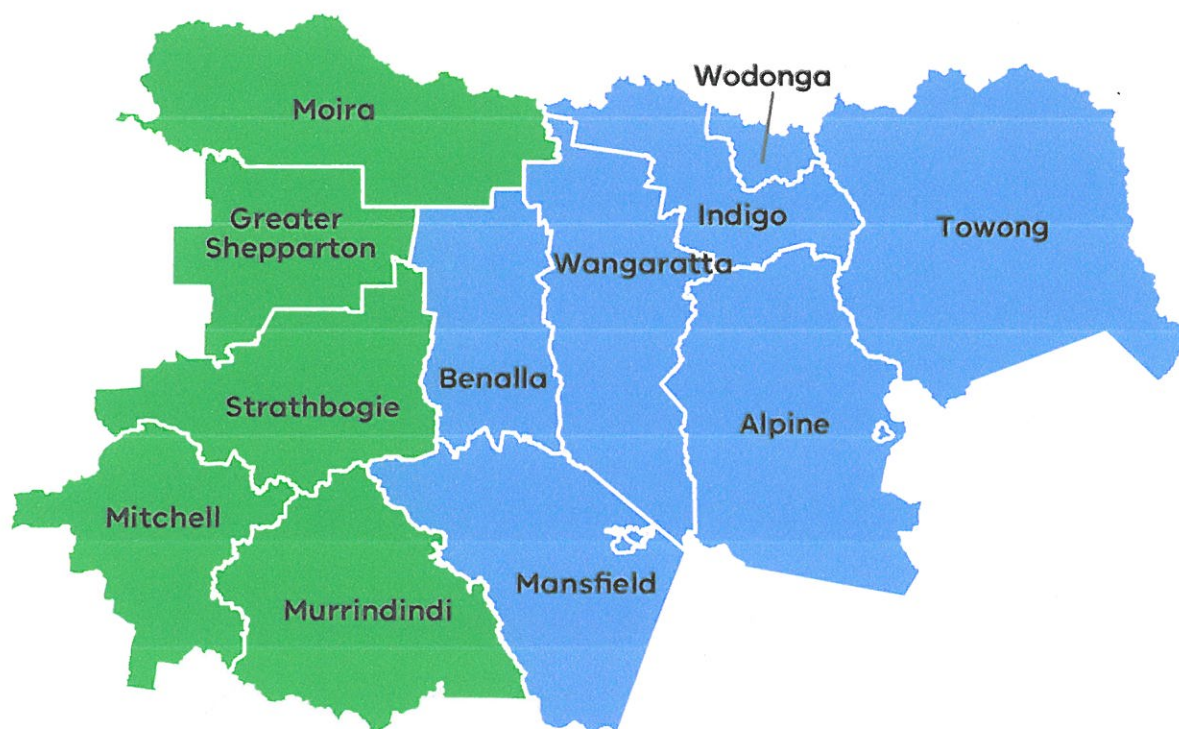 Wodonga
Moira
Greater
Shepparton
Indigo
Towong
Wangaratta
Benalla
Strathbogie
Alpine
Mitchell
Mansfield
Murrindindi